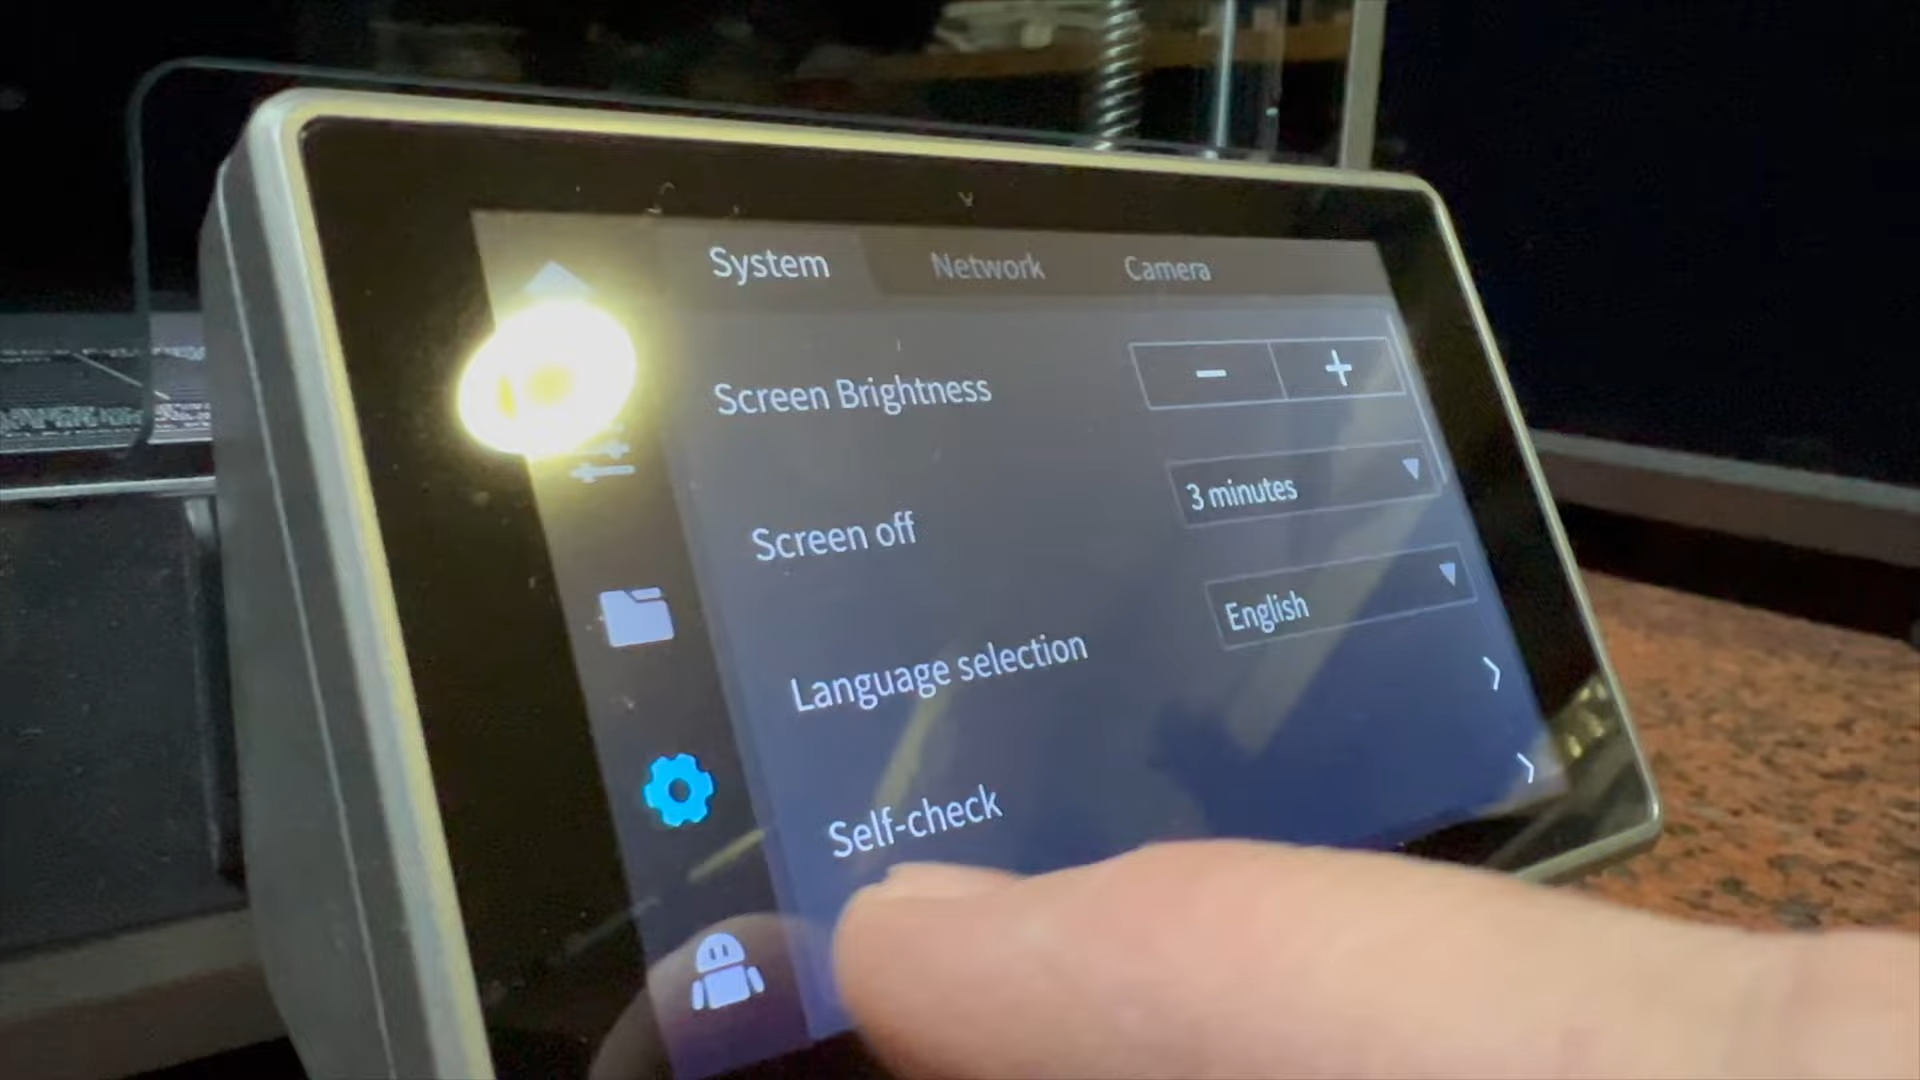 System Network Camera
Screen Brightness
Screen off 3 minutes
Language selection English
Self-check